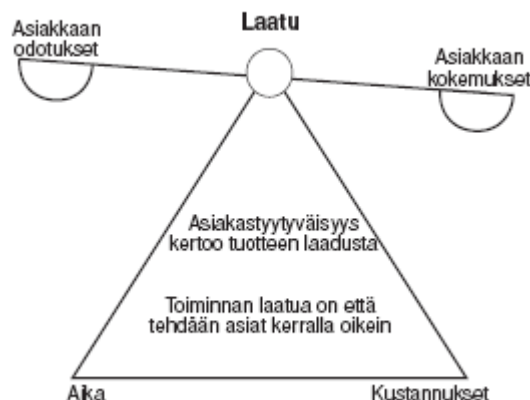 Laatu
Asiakkaan
odotukset
Asiakkaan
kokemukset
Asiakastyytyväisyys
kertoo tuotteen laadusta
Toiminnan laatua on että
tehdään asiat kerralla oikein
Aika
Kustannukset